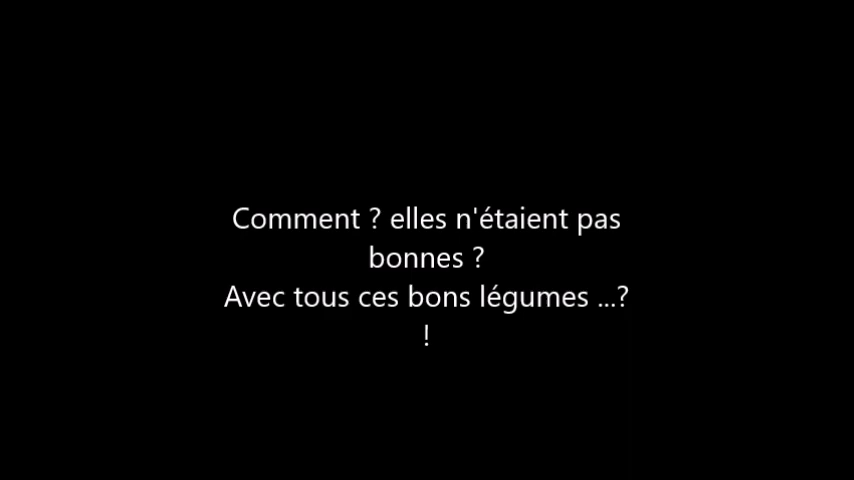 Comment ? elles n'étaient pas
bonnes ?
Avec tous ces bons légumes ...?
!